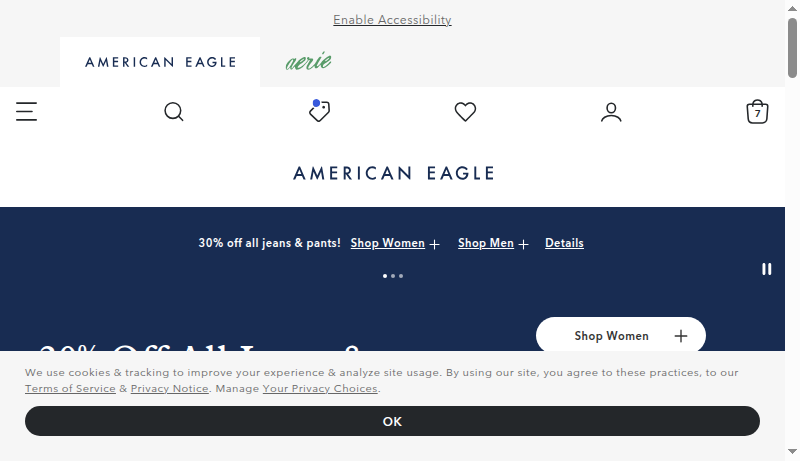 Enable Accessibility
AMERICAN EAGLE
aerie
7
AMERICAN EAGLE
30% off all jeans & pants! Shop Women Shop Men Details
Shop Women
We use cookies & tracking to improve your experience & analyze site usage. By using our site, you agree to these practices, to our
Terms of Service & Privacy Notice. Manage Your Privacy Choices.
OK